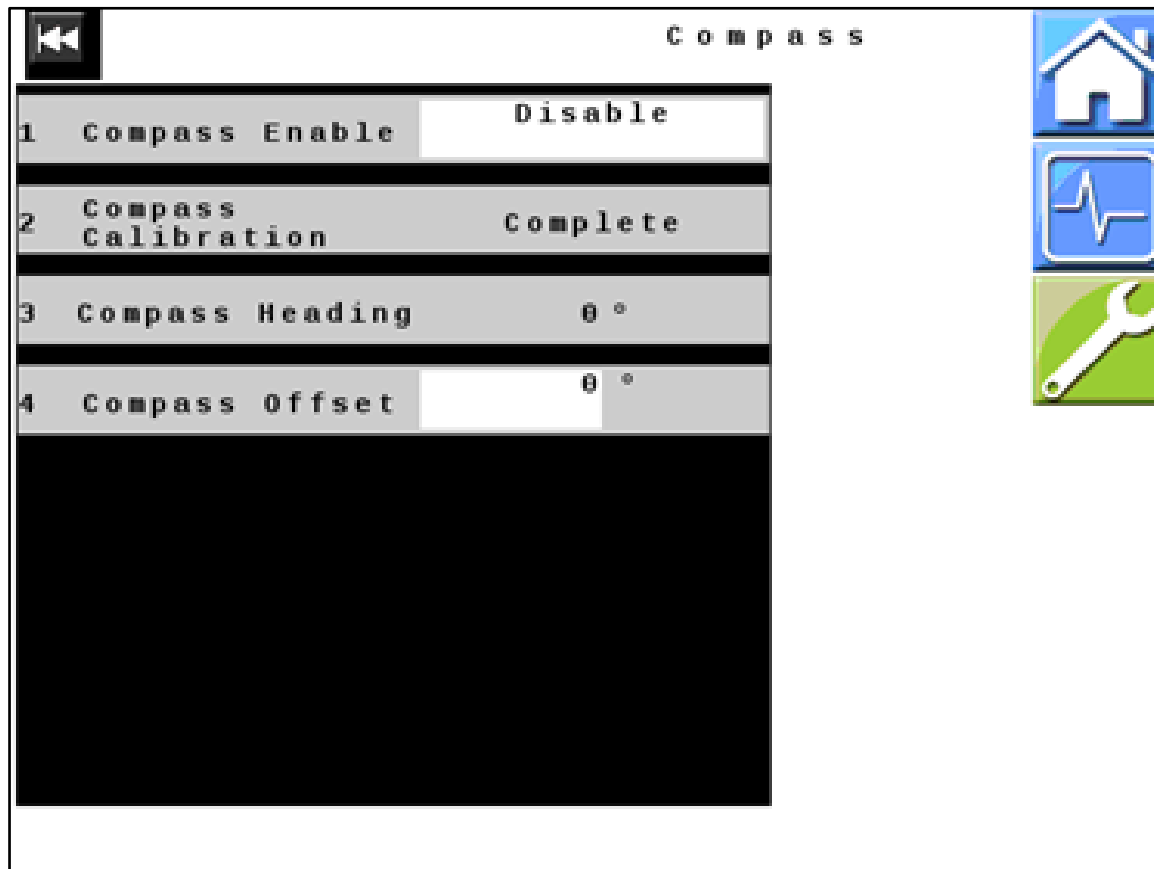 Compass
1 Compass Enable Disable
2 Compass Calibration Complete
3 Compass Heading 0 °
4 Compass Offset 0 °